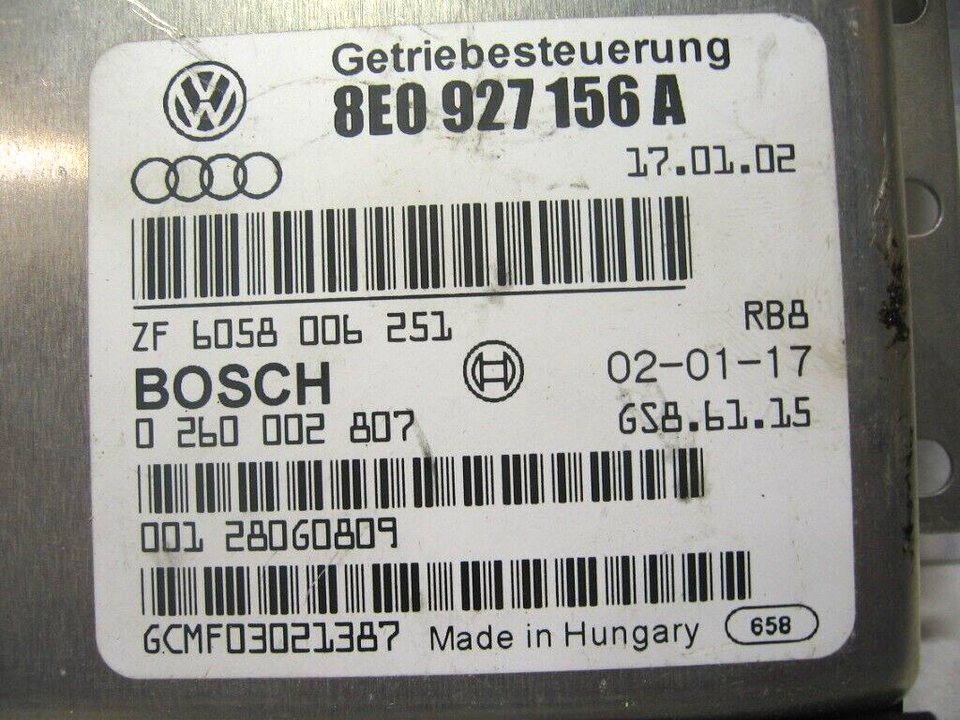 Getriebesteuerung
8E0 927 156 A
17.01.02
ZF 6058 006 251
RB8
BOSCH
02-01-17
0 260 002 807
GS8.61.15
001 28060809
GCMF03021387 Made in Hungary 658